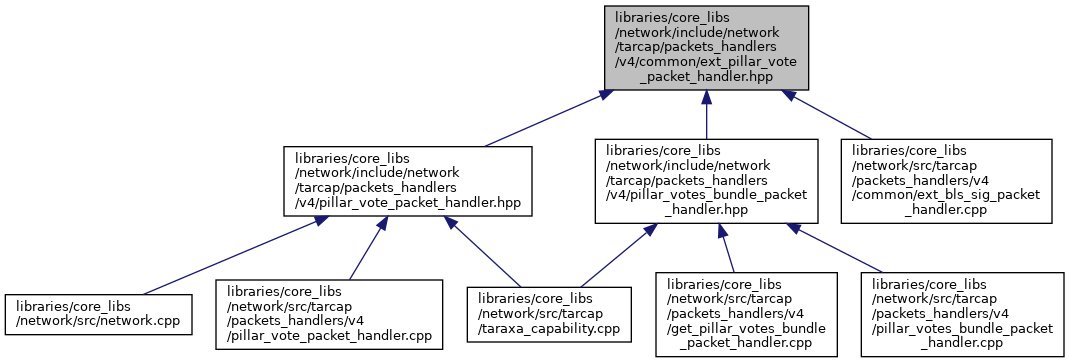 libraries/core_libs
/network/include/network
/tarcap/packets_handlers
/v4/common/ext_pillar_vote
_packet_handler.hpp
libraries/core_libs
/network/include/network
/tarcap/packets_handlers
/v4/pillar_vote_packet_handler.hpp
libraries/core_libs
/network/include/network
/tarcap/packets_handlers
/v4/pillar_votes_bundle_packet
_handler.hpp
libraries/core_libs
/network/src/tarcap
/packets_handlers/v4
/common/ext_bls_sig_packet
_handler.cpp
libraries/core_libs
/network/src/network.cpp
libraries/core_libs
/network/src/tarcap
/packets_handlers/v4
/pillar_vote_packet_handler.cpp
libraries/core_libs
/network/src/tarcap
/taraxa_capability.cpp
libraries/core_libs
/network/src/tarcap
/packets_handlers/v4
/get_pillar_votes_bundle
_packet_handler.cpp
libraries/core_libs
/network/src/tarcap
/packets_handlers/v4
/pillar_votes_bundle_packet
_handler.cpp